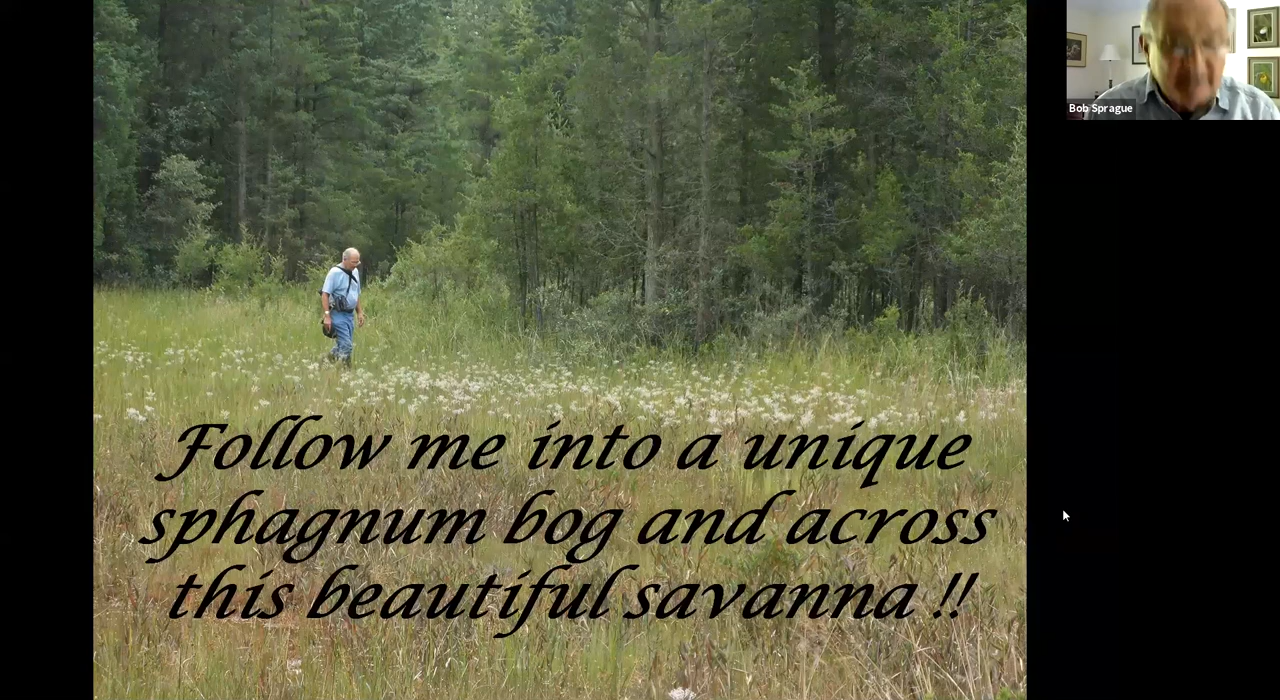 Bob Sprague
Follow me into a unique
sphagnum bog and across
this beautiful savanna !!